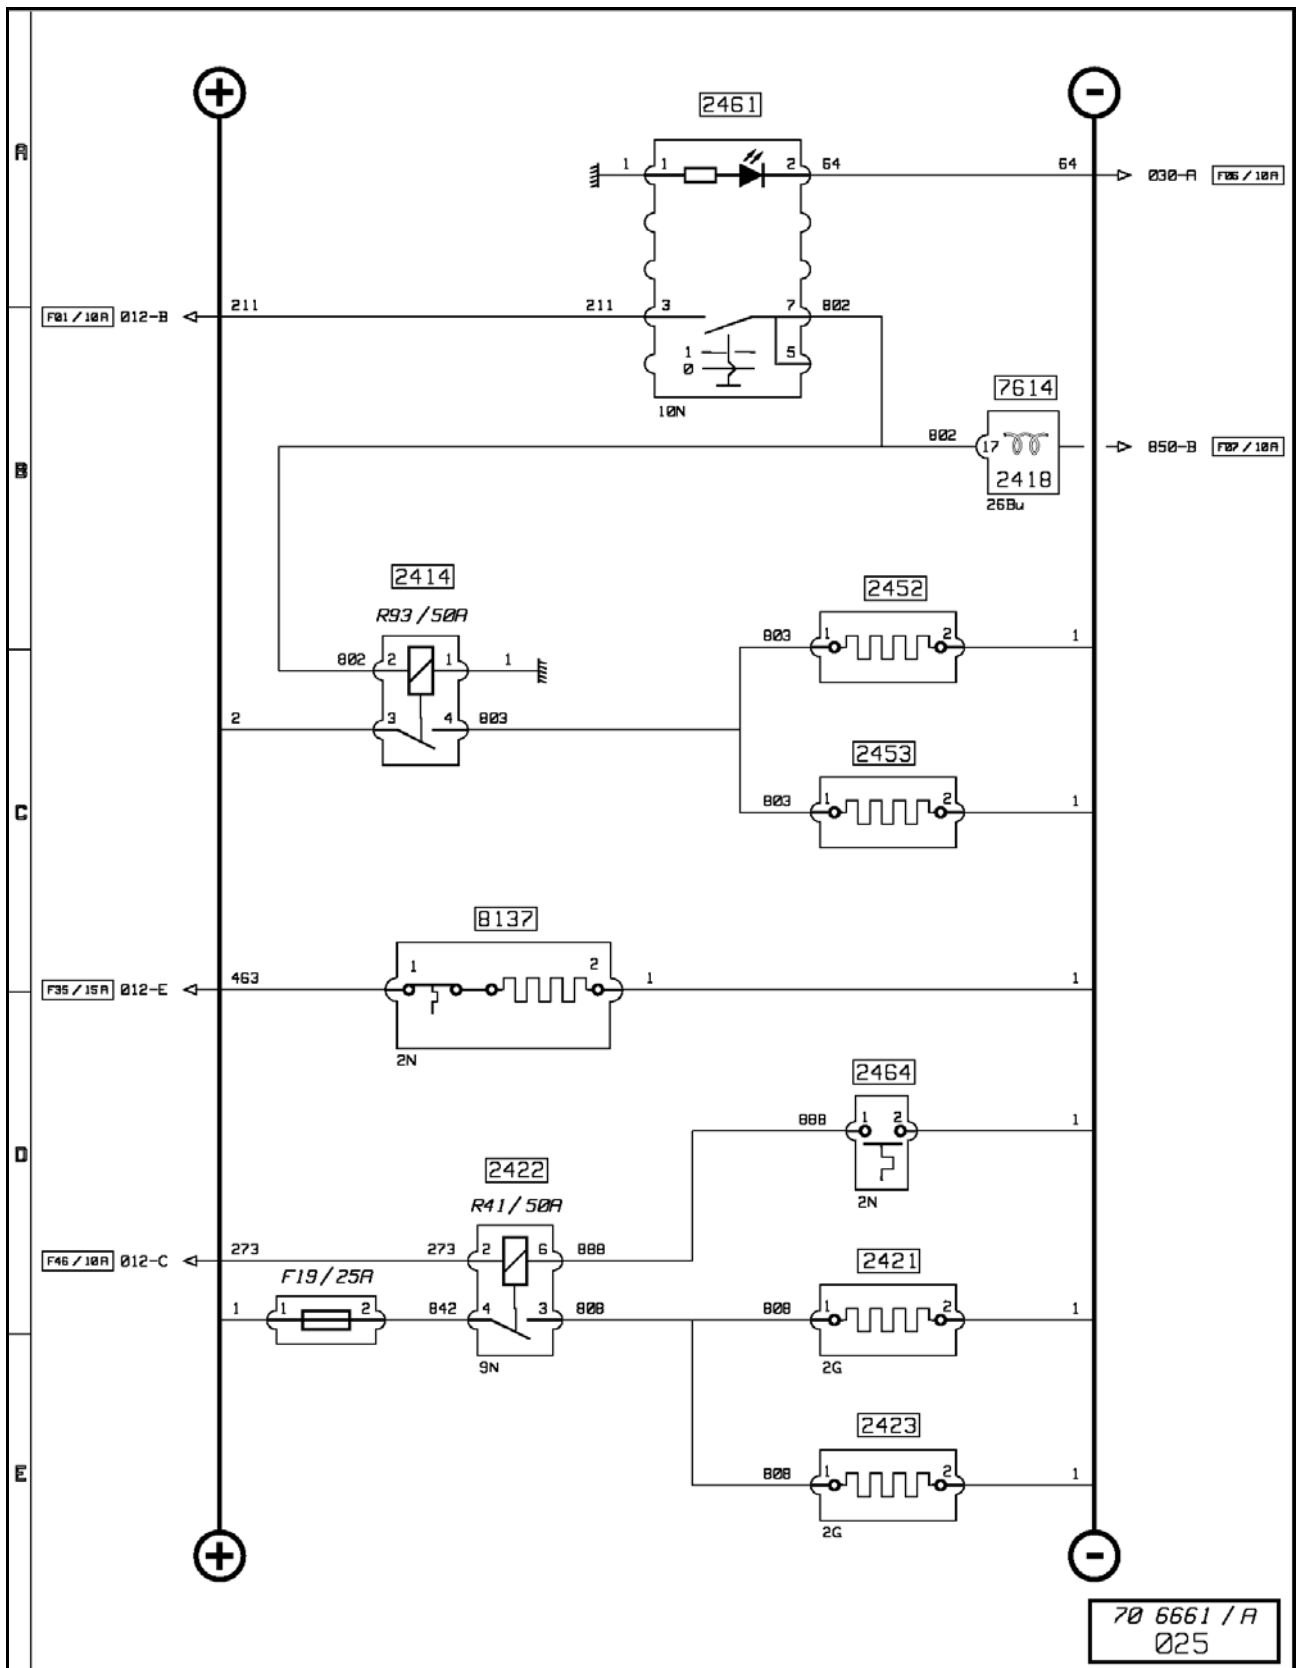 + -
2461
A
1 1 2 64 64 030-A F06/10A
F01/10A 012-B 211 211 3 7 802
1 5
0
10N
7614
B
802 17 850-B F07/10A
2418
26Bu
2414
R93/50A
2452
803 1 2 1
802 2 1 1
2 3 4 803
2453
803 1 2 1
C
8137
F35/15A 012-E 463 1 2 1 1
2N
2464
888 1 2 1
D
2N
2422
R41/50A
F46/10A 012-C 273 273 2 6 888
2421
F19/25A
1 1 2 842 4 3 808 808 1 2 1
9N 2G
2423
E
808 1 2 1
2G
+ -
70 6661/A
025